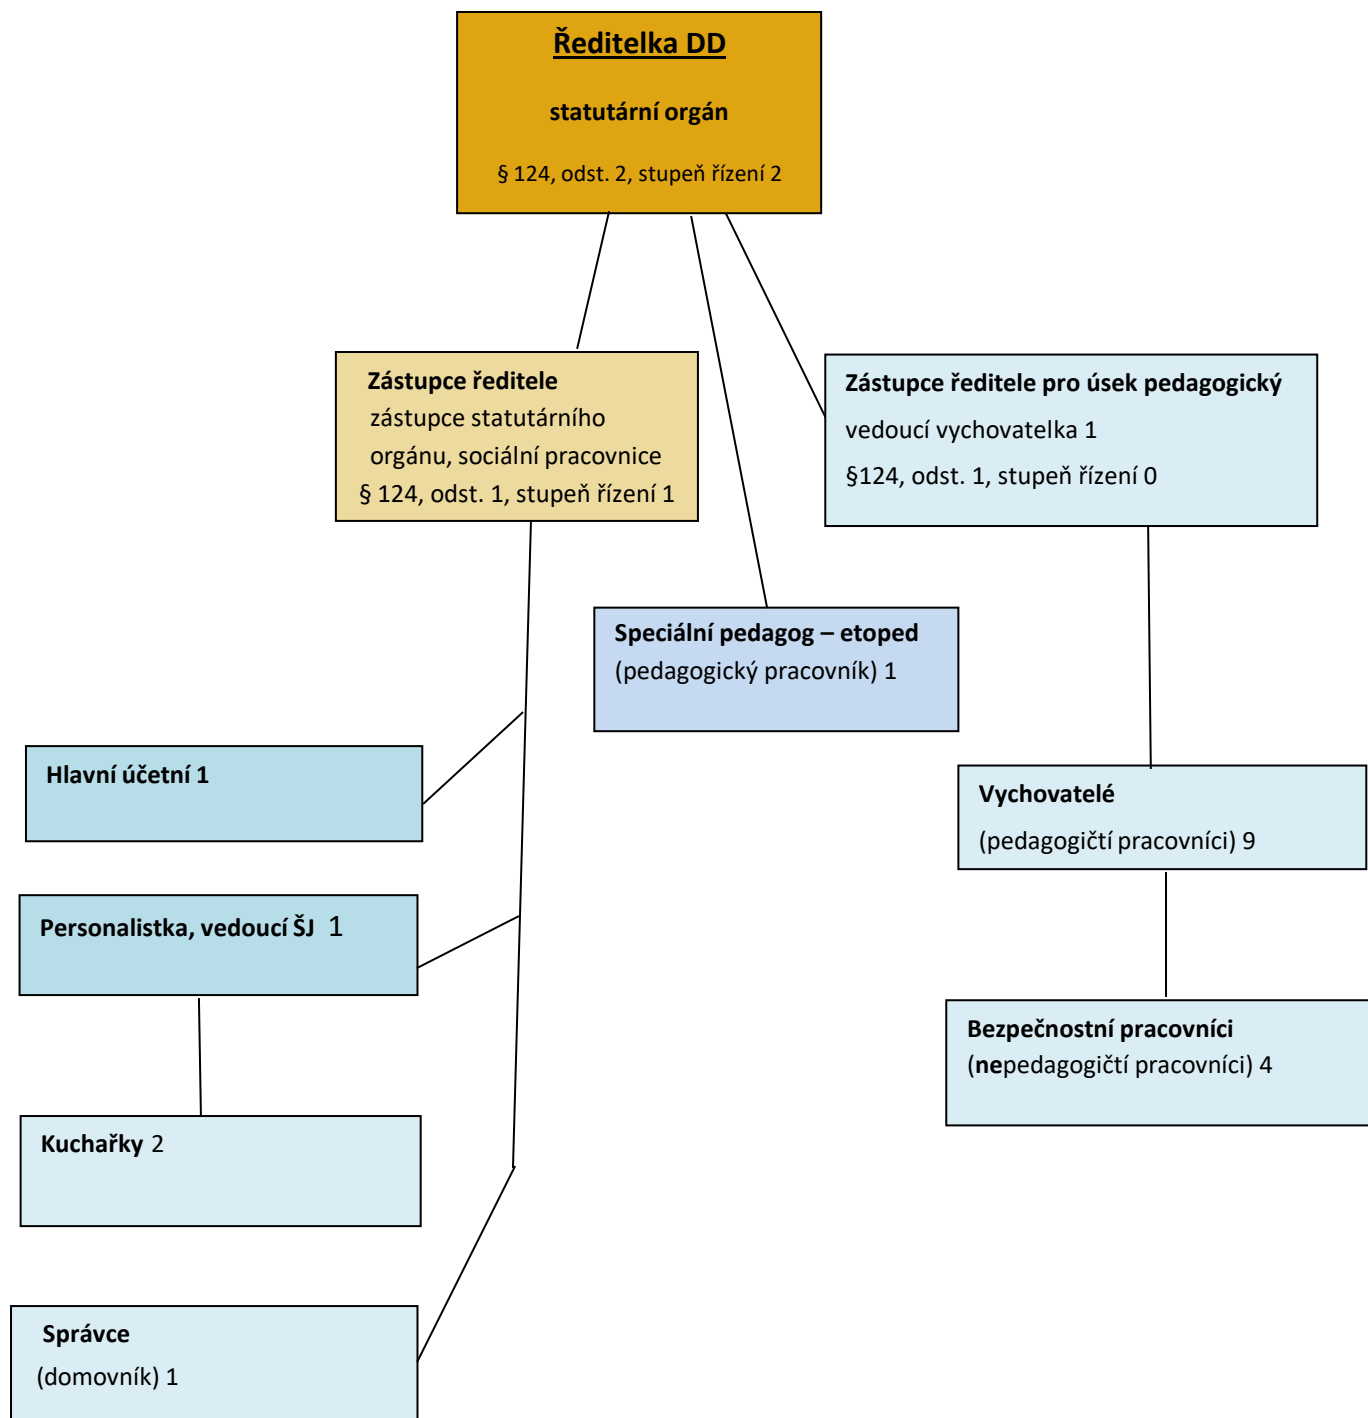 Ředitelka DD
statutární orgán
§ 124, odst. 2, stupeň řízení 2
Zástupce ředitele
zástupce statutárního
orgánu, sociální pracovnice
§ 124, odst. 1, stupeň řízení 1
Zástupce ředitele pro úsek pedagogický
vedoucí vychovatelka 1
§124, odst. 1, stupeň řízení 0
Speciální pedagog – etoped
(pedagogický pracovník) 1
Hlavní účetní 1
Vychovatelé
(pedagogičtí pracovníci) 9
Personalistka, vedoucí ŠJ 1
Bezpečnostní pracovníci
(nepedagogičtí pracovníci) 4
Kuchařky 2
Správce
(domovník) 1